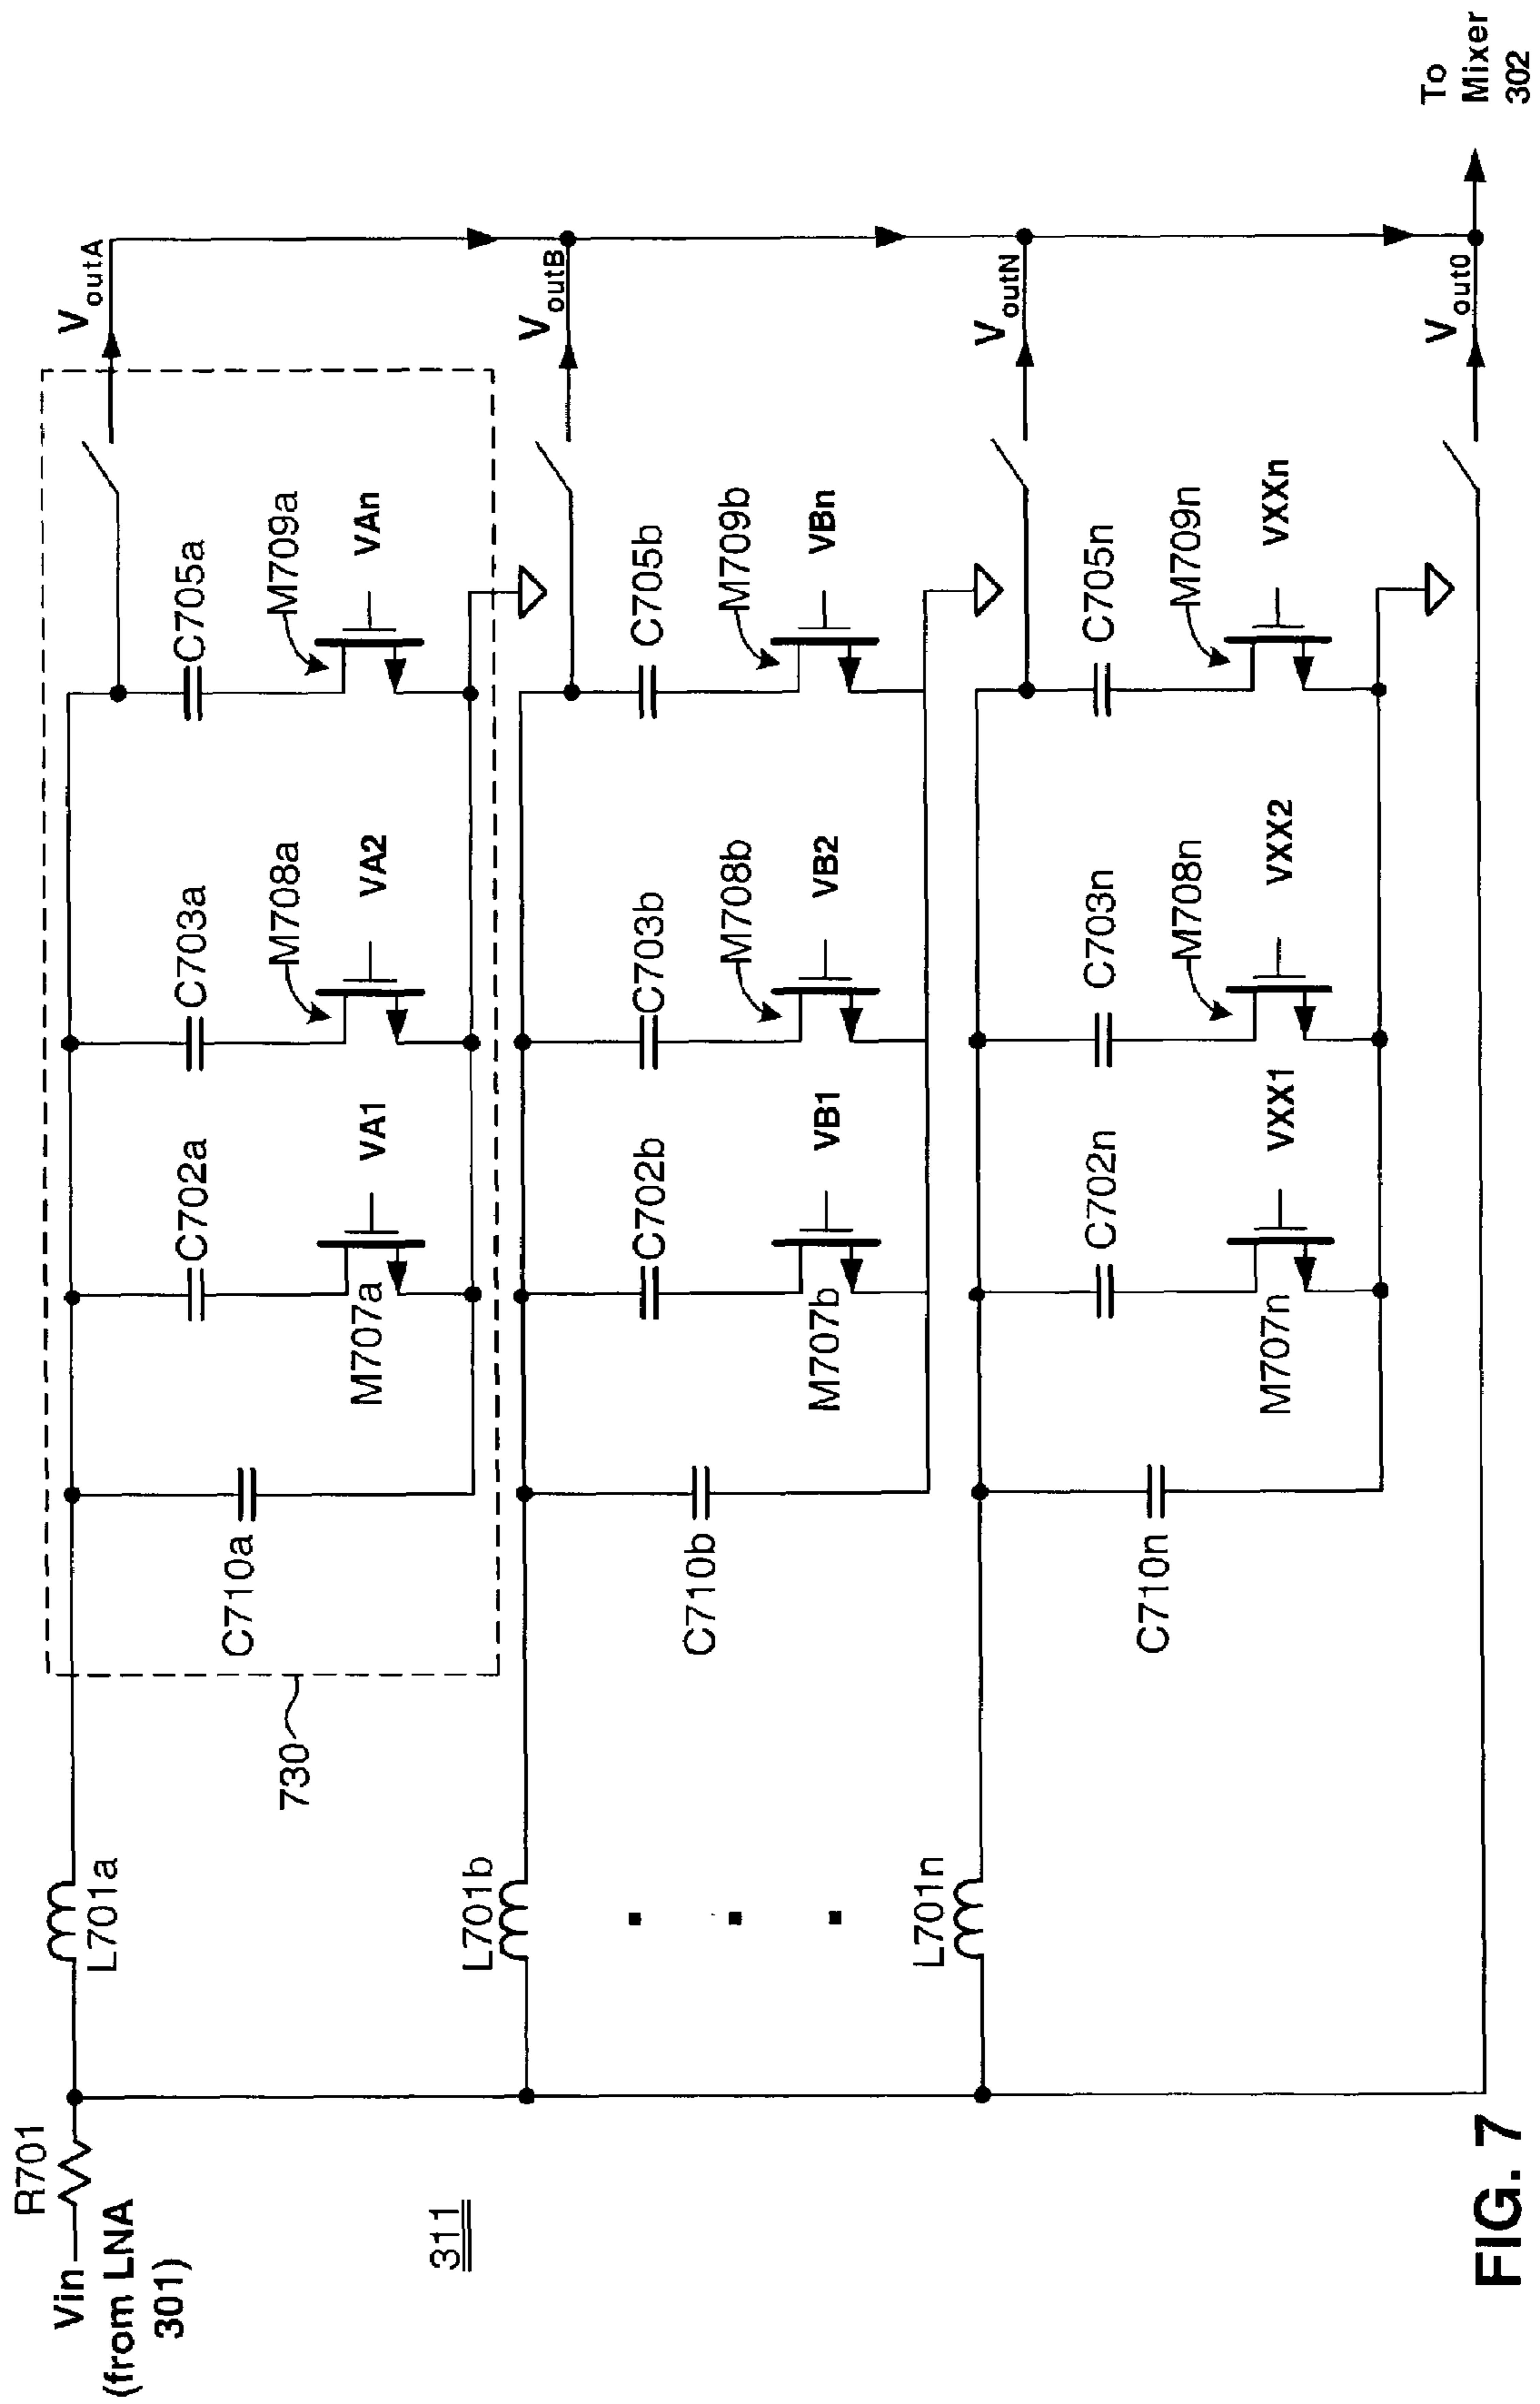 R701
Vin
(from LNA
301)
L701a
730
C710a
C702a
M707a
VA1
C703a
M708a
VA2
C705a
M709a
VAn
VoutA
L701b
C710b
C702b
M707b
VB1
C703b
M708b
VB2
C705b
M709b
VBn
VoutB
L701n
C710n
C702n
M707n
VXX1
C703n
M708n
VXX2
C705n
M709n
VXXn
VoutN
Vout0
To
Mixer
302
311
FIG. 7